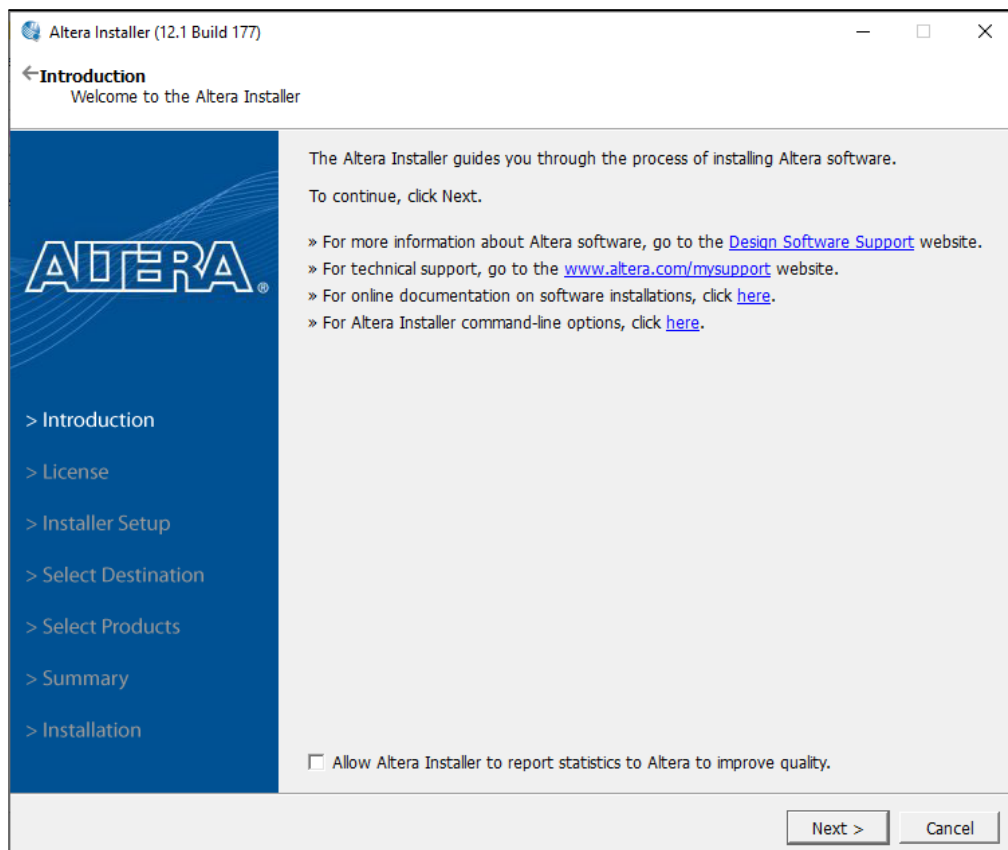 Altera Installer (12.1 Build 177)
←Introduction
Welcome to the Altera Installer
The Altera Installer guides you through the process of installing Altera software.
To continue, click Next.
» For more information about Altera software, go to the Design Software Support website.
» For technical support, go to the www.altera.com/mysupport website.
» For online documentation on software installations, click here.
» For Altera Installer command-line options, click here.
ALTERA®
> Introduction
> License
> Installer Setup
> Select Destination
> Select Products
> Summary
> Installation
Allow Altera Installer to report statistics to Altera to improve quality.
Next >
Cancel